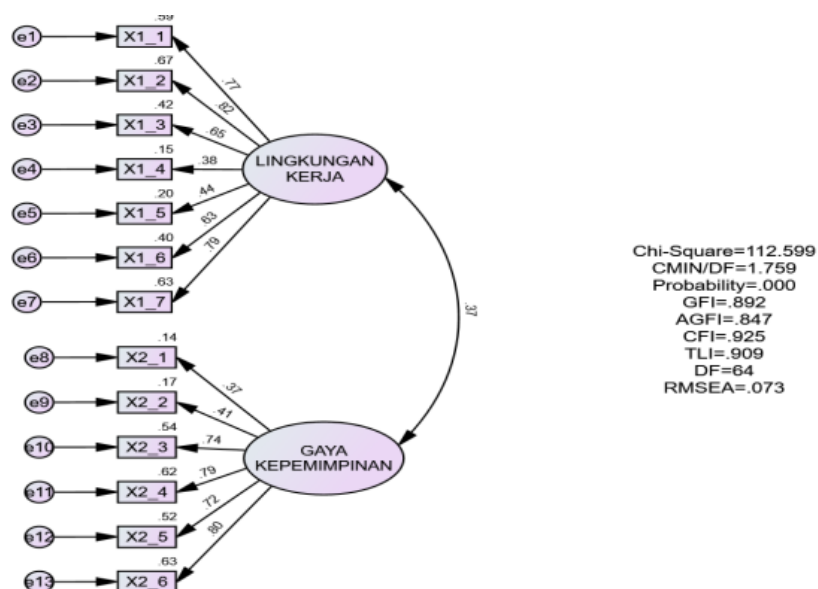 .59
e1 X1_1
.77
.67
e2 X1_2
.82
.42
e3 X1_3
.65
.15
e4 X1_4
.38
LINGKUNGAN
KERJA
.20
e5 X1_5
.44
.40
e6 X1_6
.63
.63
e7 X1_7
.79
.37
.14
e8 X2_1
.37
.17
e9 X2_2
.41
.54
e10 X2_3
.74
GAYA
KEPEMIMPINAN
.62
e11 X2_4
.79
.52
e12 X2_5
.72
.63
e13 X2_6
.80
Chi-Square=112.599
CMIN/DF=1.759
Probability=.000
GFI=.892
AGFI=.847
CFI=.925
TLI=.909
DF=64
RMSEA=.073